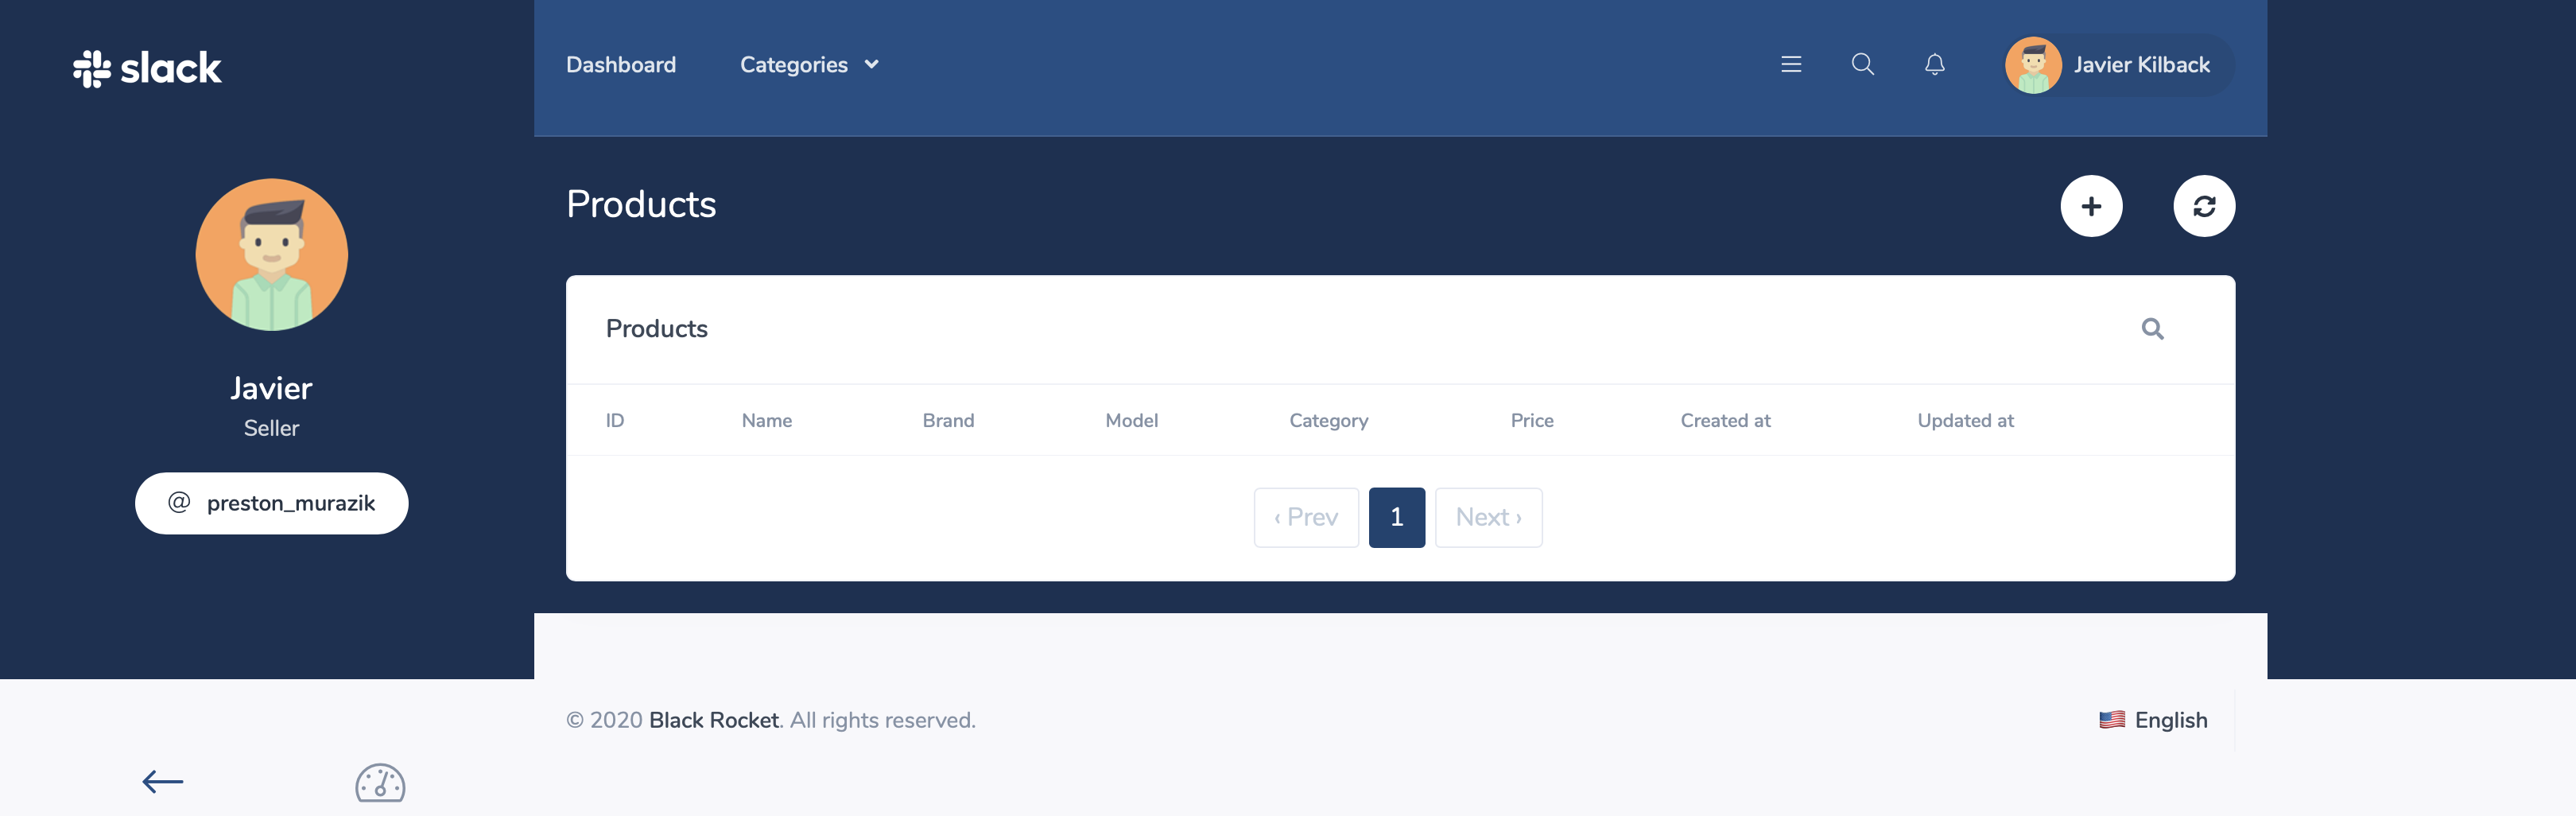 slack
Dashboard Categories Javier Kilback
Products
Javier
Seller
@ preston_murazik
Products
ID Name Brand Model Category Price Created at Updated at
‹ Prev 1 Next ›
© 2020 Black Rocket. All rights reserved.
English